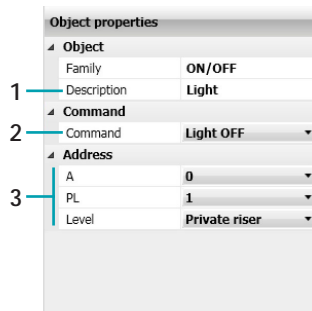 Object properties
Object
Family ON/OFF
1 Description Light
Command
2 Command Light OFF
Address
A 0
3 PL 1
Level Private riser